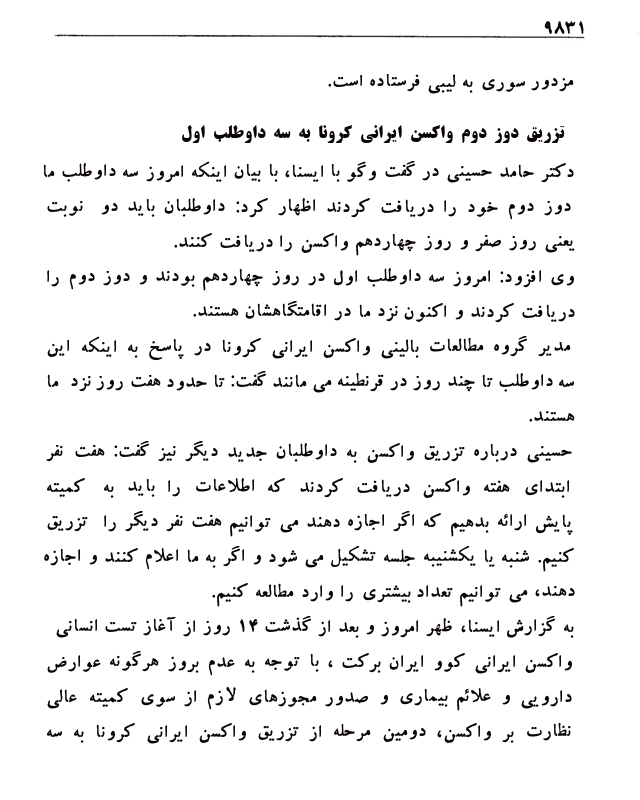 ۹۸۳۱
مزدور سوری به لیبی فرستاده است.
تزریق دوز دوم واکسن ایرانی کرونا به سه داوطلب اول
دکتر حامد حسینی در گفت وگو با ایسنا، با بیان اینکه امروز سه داوطلب ما
دوز دوم خود را دریافت کردند اظهار کرد: داوطلبان باید دو نوبت
یعنی روز صفر و روز چهاردهم واکسن را دریافت کنند.
وی افزود: امروز سه داوطلب اول در روز چهاردهم بودند و دوز دوم را
دریافت کردند و اکنون نزد ما در اقامتگاهشان هستند.
مدیر گروه مطالعات بالینی واکسن ایرانی کرونا در پاسخ به اینکه این
سه داوطلب تا چند روز در قرنطینه می مانند گفت: تا حدود هفت روز نزد ما
هستند.
حسینی درباره تزریق واکسن به داوطلبان جدید دیگر نیز گفت: هفت نفر
ابتدای هفته واکسن دریافت کردند که اطلاعات را باید به کمیته
پایش ارائه بدهیم که اگر اجازه دهند می توانیم هفت نفر دیگر را تزریق
کنیم. شنبه یا یکشنیبه جلسه تشکیل می شود و اگر به ما اعلام کنند و اجازه
دهند، می توانیم تعداد بیشتری را وارد مطالعه کنیم.
به گزارش ایسنا، ظهر امروز و بعد از گذشت ۱۴ روز از آغاز تست انسانی
واکسن ایرانی کوو ایران برکت ، با توجه به عدم بروز هرگونه عوارض
دارویی و علائم بیماری و صدور مجوزهای لازم از سوی کمیته عالی
نظارت بر واکسن، دومین مرحله از تزریق واکسن ایرانی کرونا به سه